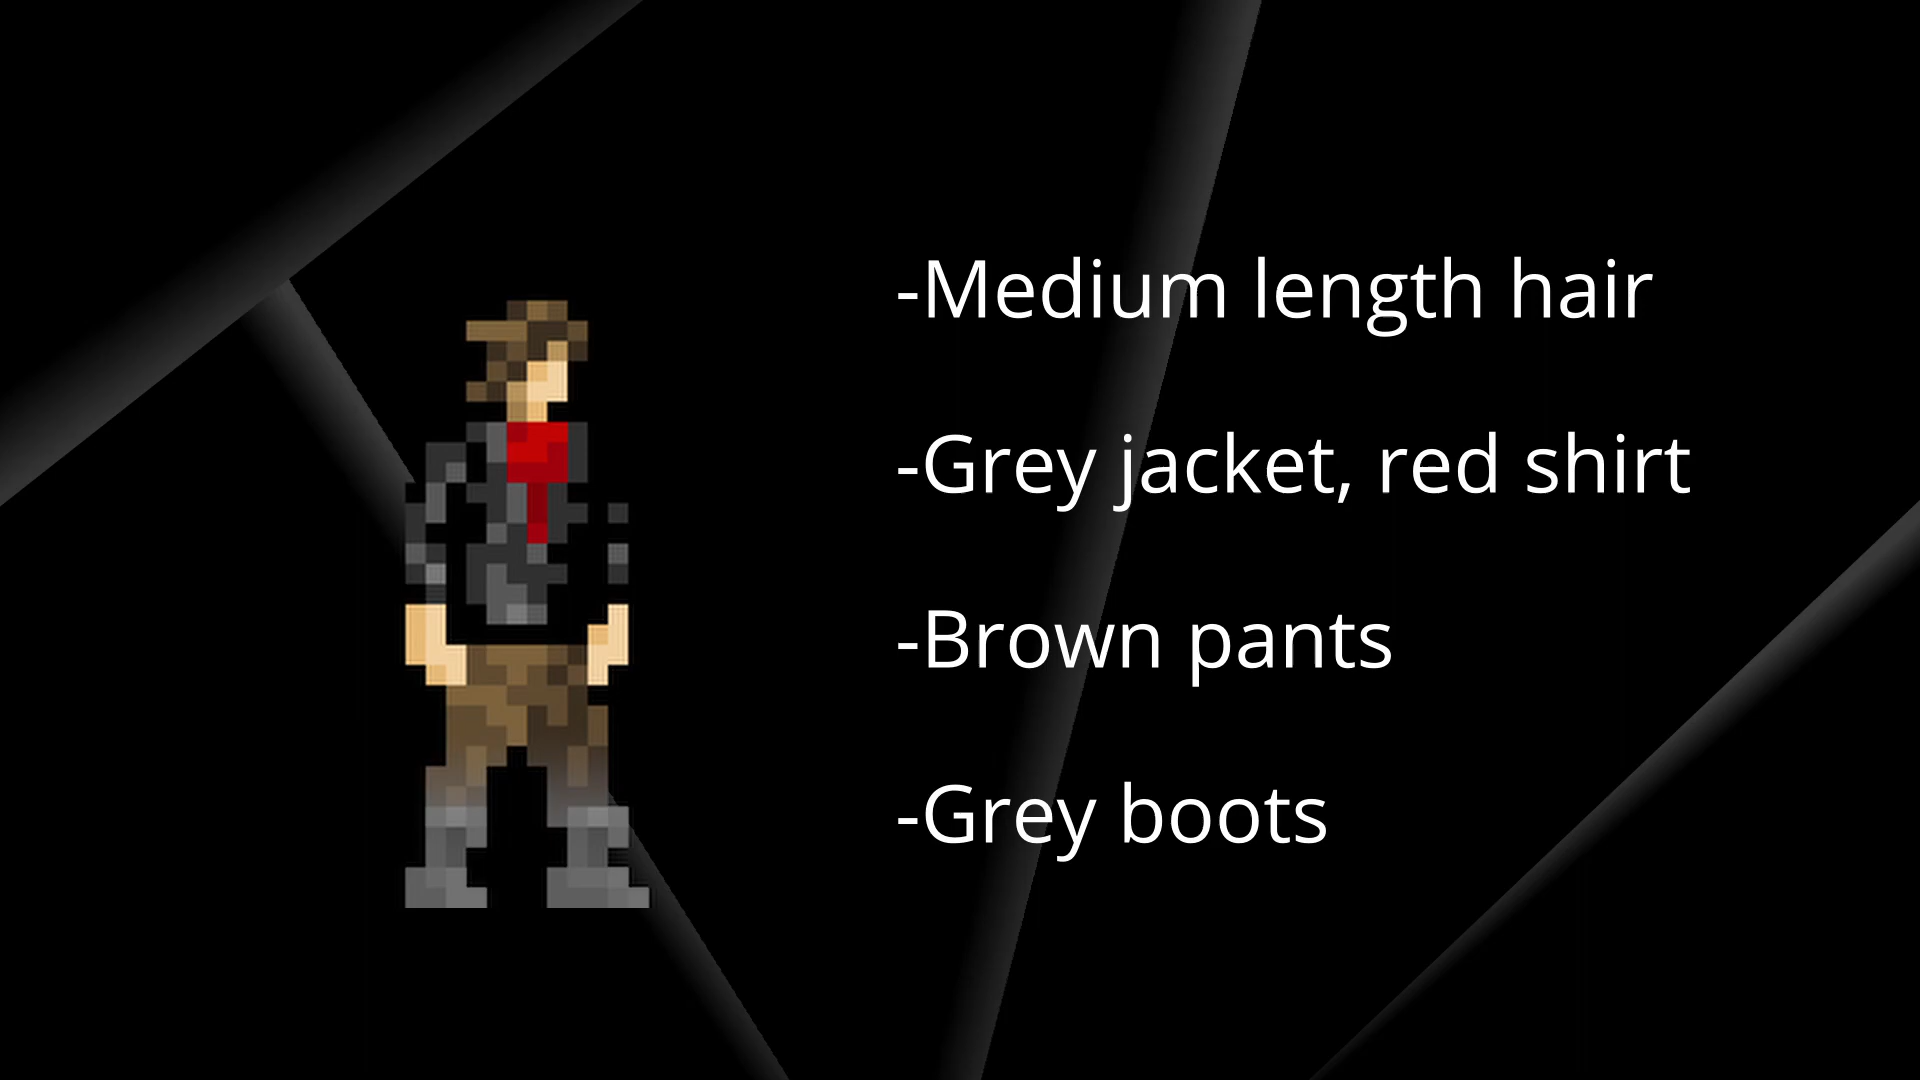 -Medium length hair
-Grey jacket, red shirt
-Brown pants
-Grey boots